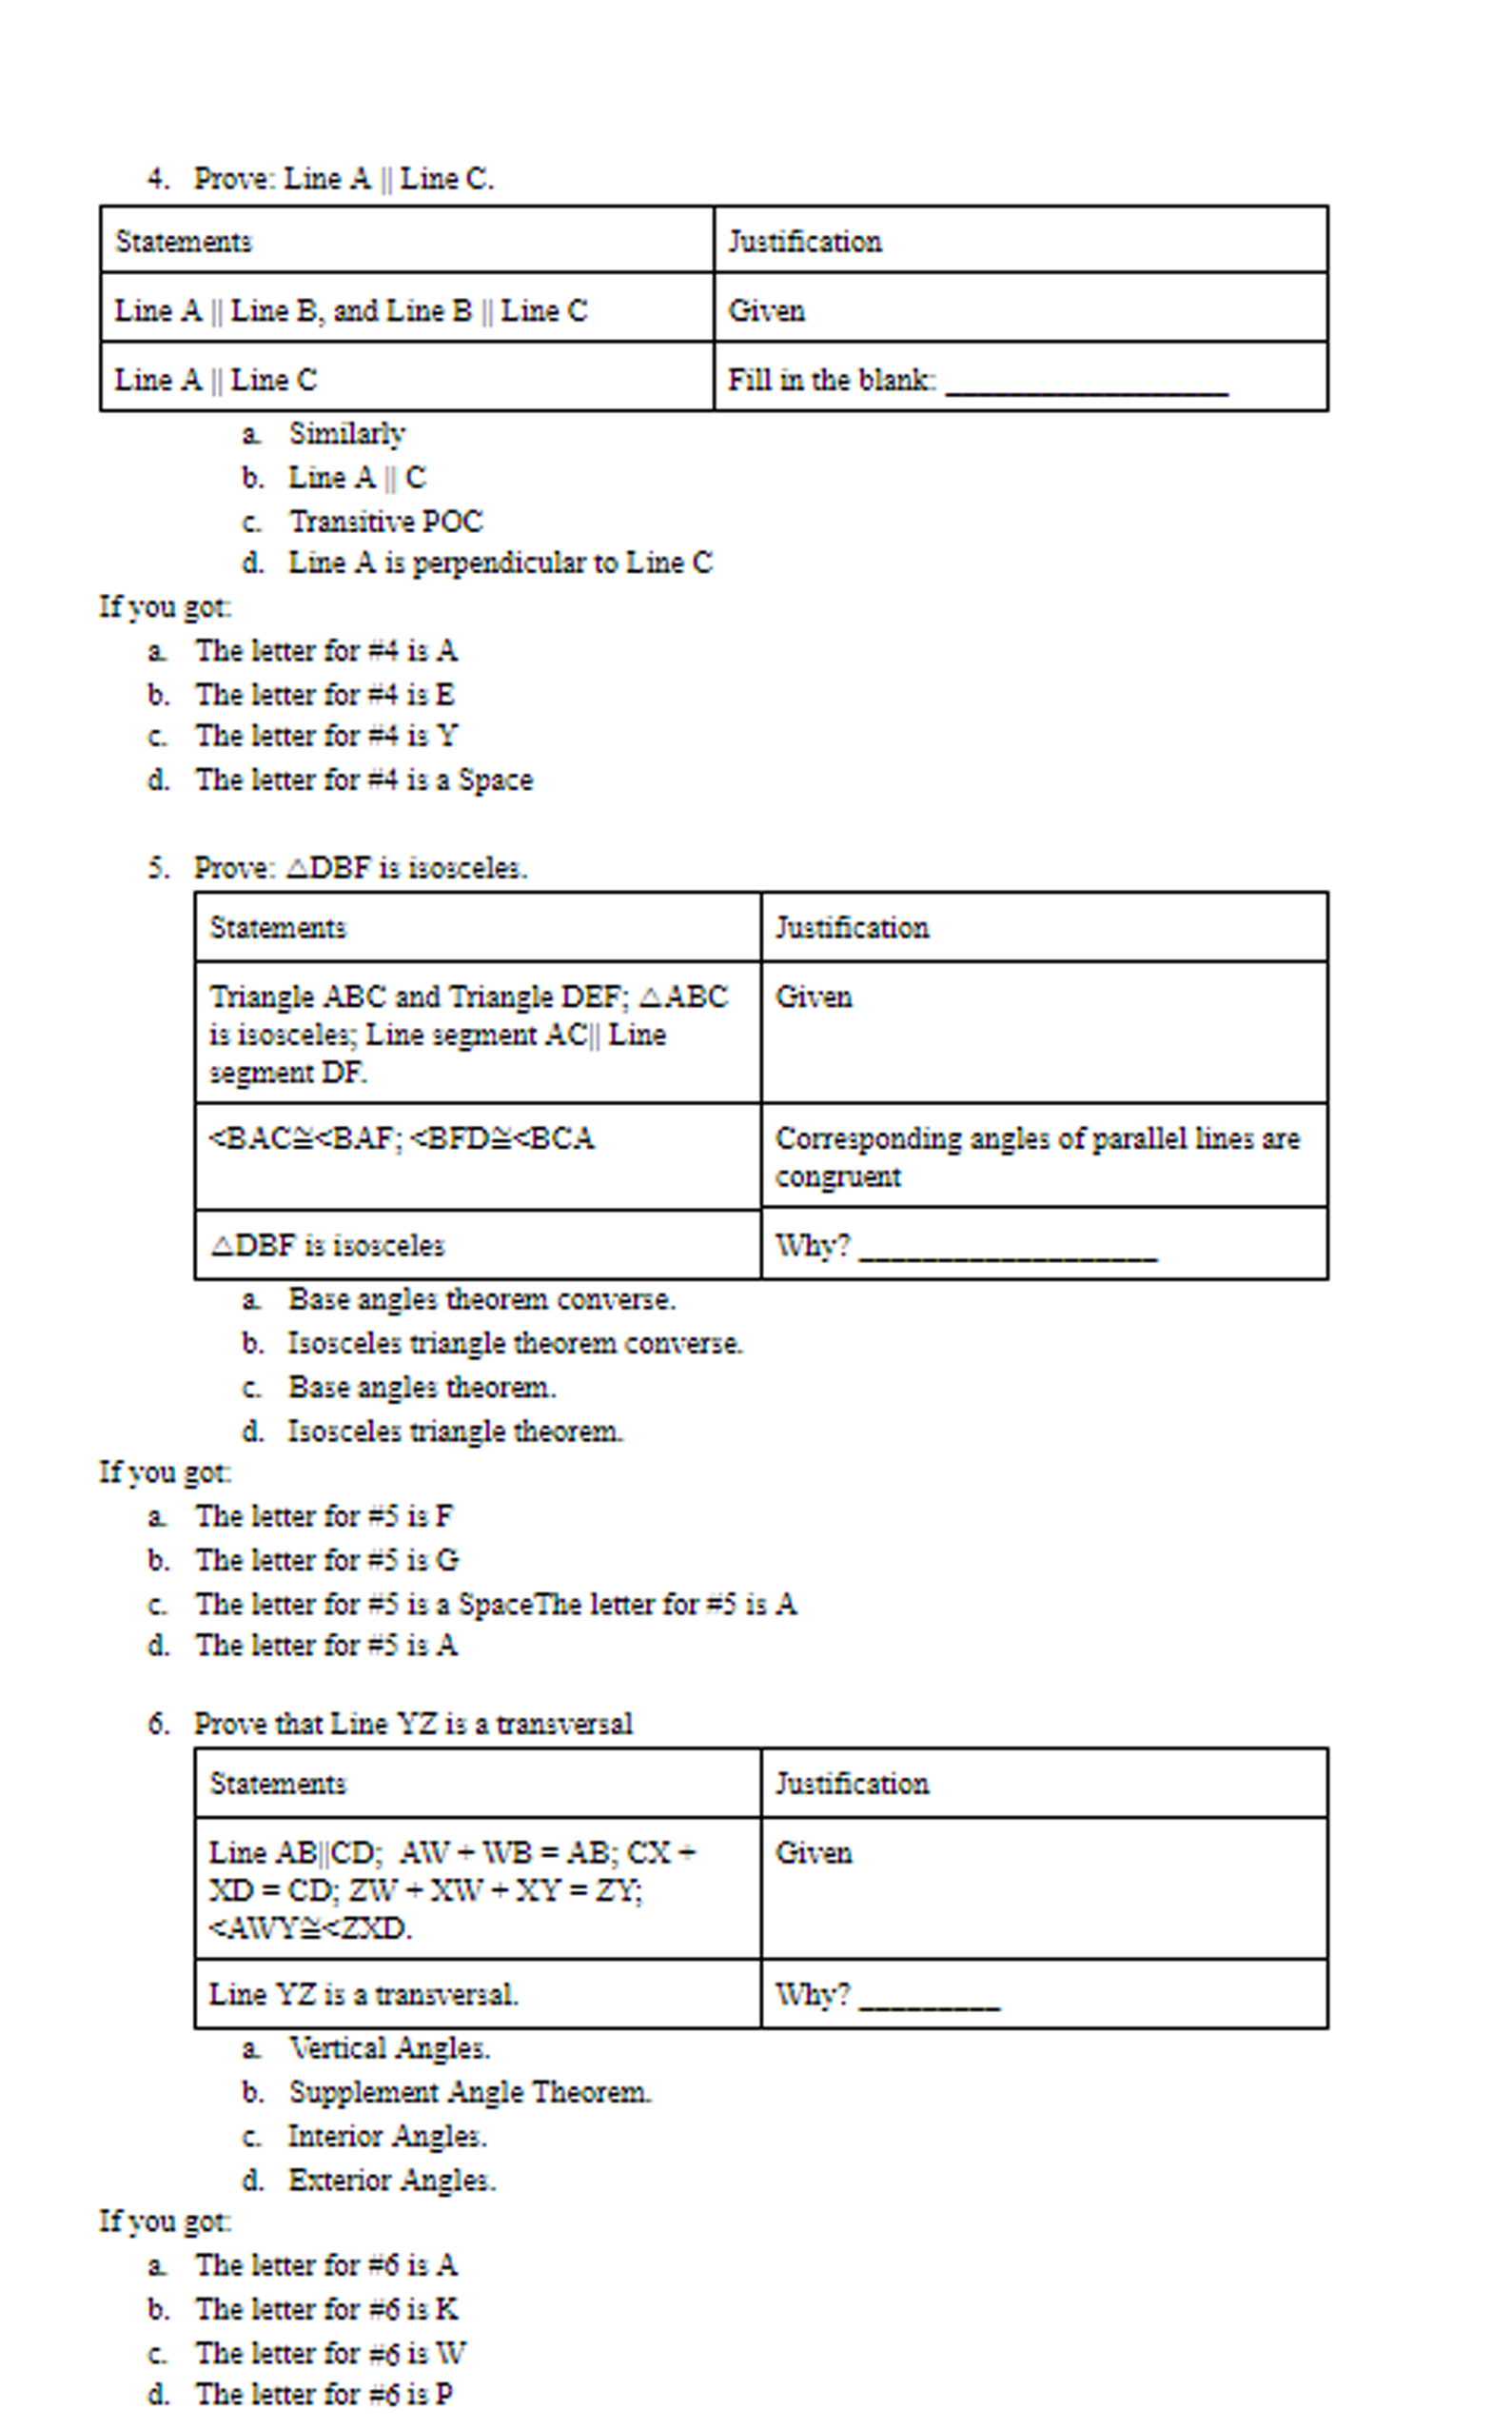 4. Prove: Line A || Line C.
Statements Justification
Line A || Line B, and Line B || Line C Given
Line A || Line C Fill in the blank: __________________
a. Similarly
b. Line A || C
c. Transitive POC
d. Line A is perpendicular to Line C
If you got:
a. The letter for #4 is A
b. The letter for #4 is E
c. The letter for #4 is Y
d. The letter for #4 is a Space
5. Prove: △DBF is isosceles.
Statements Justification
Triangle ABC and Triangle DEF; △ABC Given
is isosceles; Line segment AC|| Line
segment DF.
<BAC≅<BAF; <BFD≅<BCA Corresponding angles of parallel lines are
congruent
△DBF is isosceles Why? ___________________
a. Base angles theorem converse.
b. Isosceles triangle theorem converse.
c. Base angles theorem.
d. Isosceles triangle theorem.
If you got:
a. The letter for #5 is F
b. The letter for #5 is G
c. The letter for #5 is a SpaceThe letter for #5 is A
d. The letter for #5 is A
6. Prove that Line YZ is a transversal
Statements Justification
Line AB||CD; AW + WB = AB; CX + Given
XD = CD; ZW + XW + XY = ZY;
<AWY≅<ZXD.
Line YZ is a transversal. Why? _________
a. Vertical Angles.
b. Supplement Angle Theorem.
c. Interior Angles.
d. Exterior Angles.
If you got:
a. The letter for #6 is A
b. The letter for #6 is K
c. The letter for #6 is W
d. The letter for #6 is P